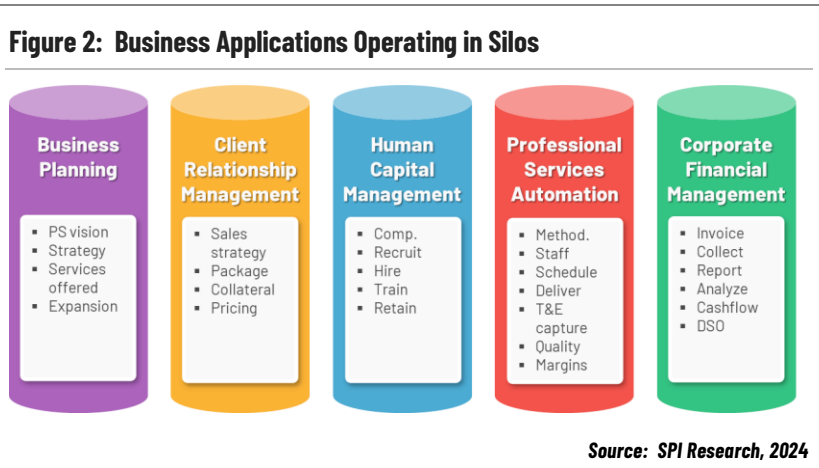 Figure 2:  Business Applications Operating in Silos
Business
Planning
▪ PS vision
▪ Strategy
▪ Services
offered
▪ Expansion
Client
Relationship
Management
▪ Sales
strategy
▪ Package
▪ Collateral
▪ Pricing
Human
Capital
Management
▪ Comp.
▪ Recruit
▪ Hire
▪ Train
▪ Retain
Professional
Services
Automation
▪ Method.
▪ Staff
▪ Schedule
▪ Deliver
▪ T&E
capture
▪ Quality
▪ Margins
Corporate
Financial
Management
▪ Invoice
▪ Collect
▪ Report
▪ Analyze
▪ Cashflow
▪ DSO
Source:  SPI Research, 2024